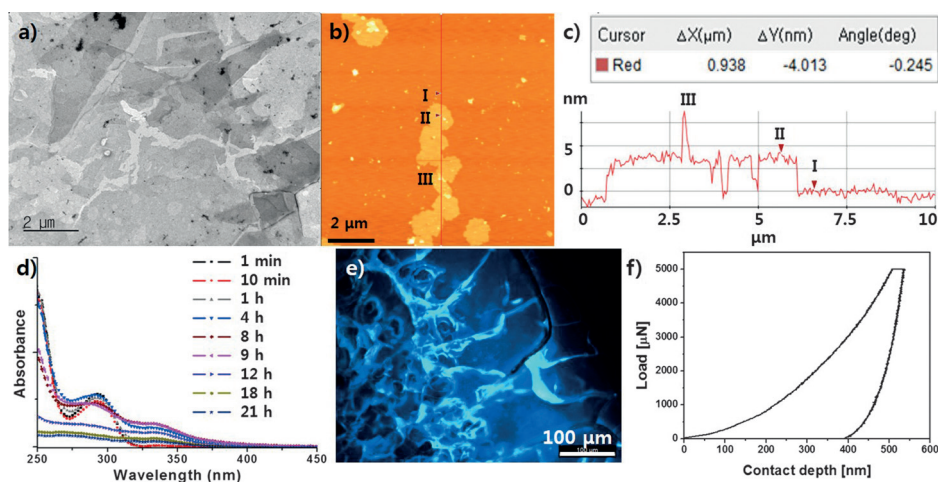 a)
2 μm
b)
I
II
III
2 μm
c)
Cursor ΔX(μm) ΔY(nm) Angle(deg)
Red 0.938 -4.013 -0.245
nm
III
II
I
5
0
0 2.5 5 7.5 10
μm
d)
Absorbance
1 min
10 min
1 h
4 h
8 h
9 h
12 h
18 h
21 h
250 300 350 400 450
Wavelength (nm)
e)
100 μm
100 μm
f)
Load [μN]
5000
4000
3000
2000
1000
0
0 100 200 300 400 500 600
Contact depth [nm]